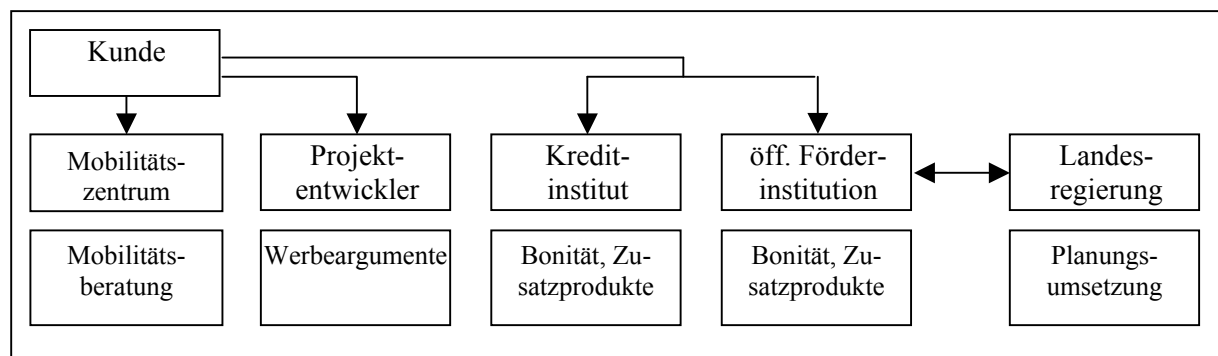 Kunde
Mobilitäts-
zentrum
Projekt-
entwickler
Kredit-
institut
öff. Förder-
institution
Landes-
regierung
Mobilitäts-
beratung
Werbeargumente
Bonität, Zu-
satzprodukte
Bonität, Zu-
satzprodukte
Planungs-
umsetzung